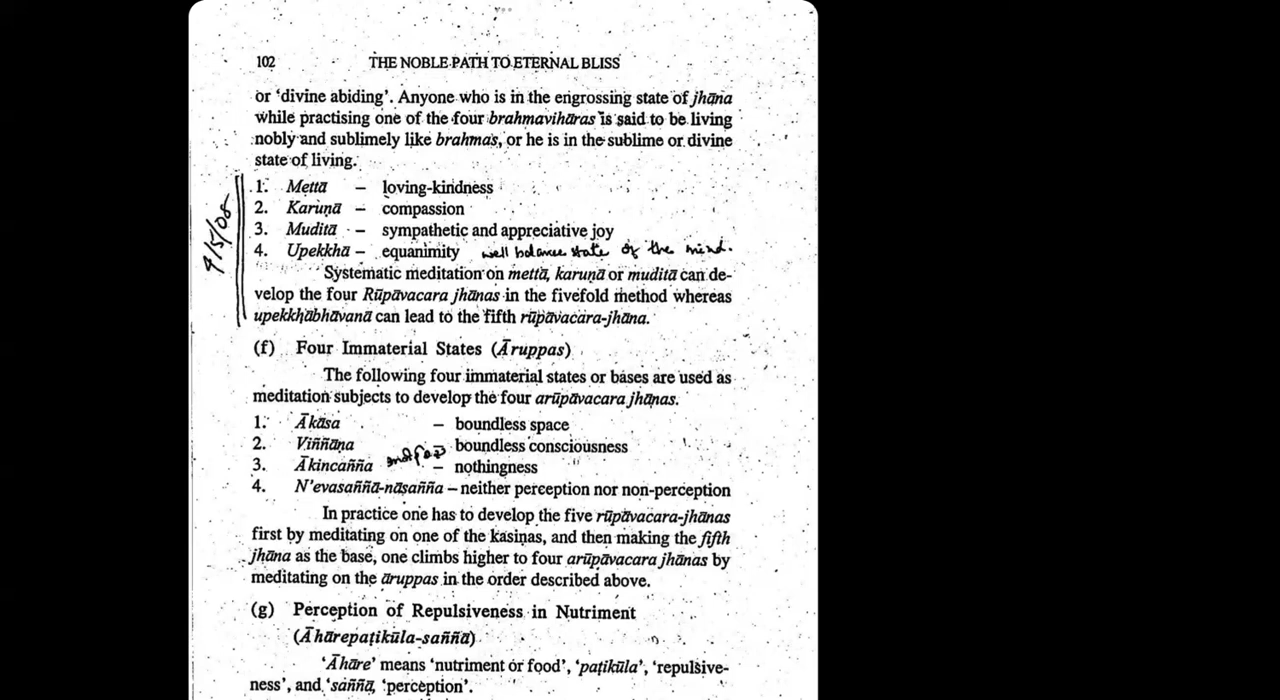 102 THE NOBLE PATH TO ETERNAL BLISS
or 'divine abiding'. Anyone who is in the engrossing state of jhāna
while practising one of the four brahmavihāras is said to be living
nobly and sublimely like brahmas, or he is in the sublime or divine
state of living.
1. Mettā – loving-kindness
2. Karuṇā – compassion
3. Muditā – sympathetic and appreciative joy
4. Upekkhā – equanimity well balance state of the mind.
9/5/08
Systematic meditation on mettā, karuṇā or muditā can de-
velop the four Rūpāvacara jhānas in the fivefold method whereas
upekkhābhāvanā can lead to the fifth rūpāvacara-jhāna.
(f) Four Immaterial States (Āruppas)
The following four immaterial states or bases are used as
meditation subjects to develop the four arūpāvacara jhānas.
1. Ākāsa – boundless space
2. Viññāṇa boundless consciousness
3. Ākincañña – nothingness
4. N'evasaññā-nāsañña – neither perception nor non-perception
In practice one has to develop the five rūpāvacara-jhānas
first by meditating on one of the kasiṇas, and then making the fifth
jhāna as the base, one climbs higher to four arūpāvacara jhānas by
meditating on the āruppas in the order described above.
(g) Perception of Repulsiveness in Nutriment
(Āhārepaṭikūla-saññā)
'Āhāre' means 'nutriment or food', 'paṭikūla', 'repulsive-
ness', and 'saññā, 'perception'.